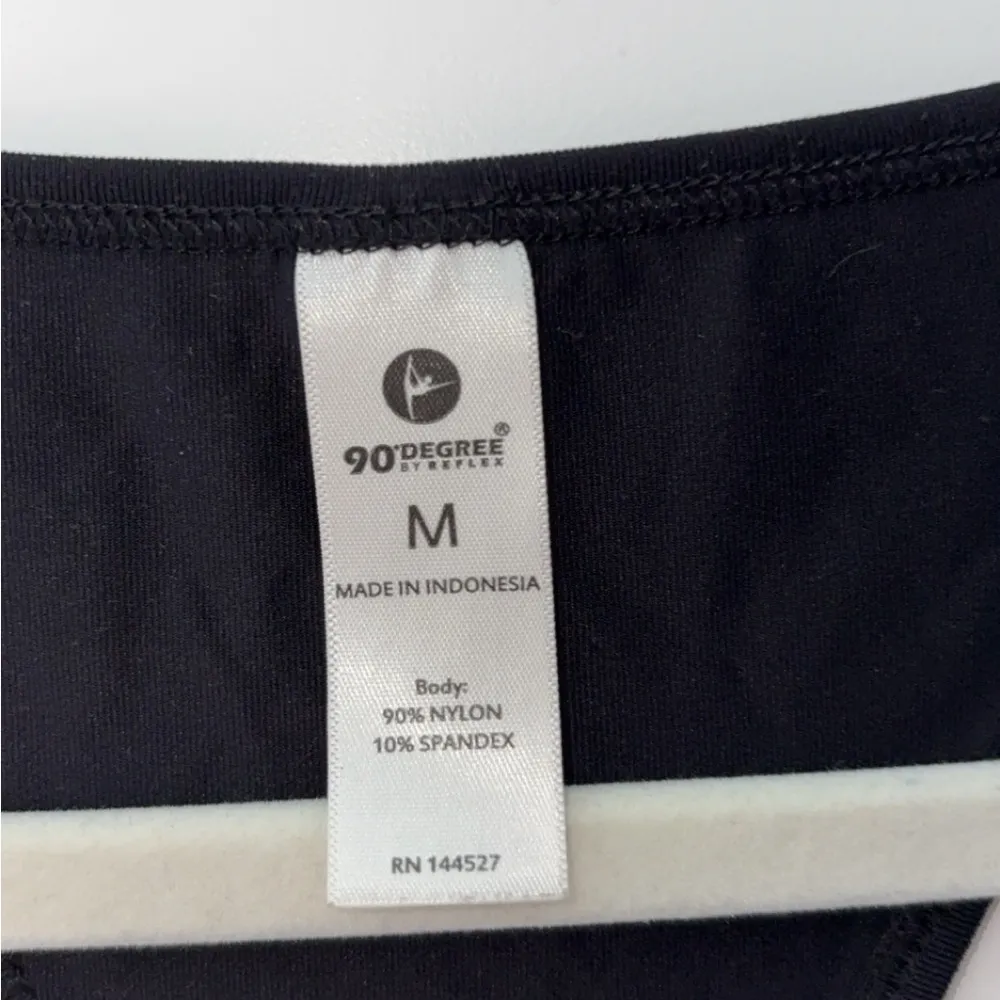 90°DEGREE®
BY REFLEX
M
MADE IN INDONESIA
Body:
90% NYLON
10% SPANDEX
RN 144527